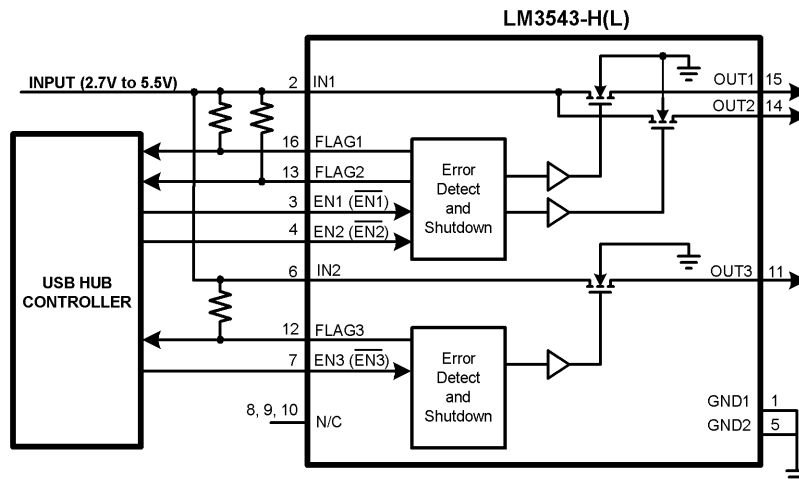 LM3543-H(L)
INPUT (2.7V to 5.5V)
2 IN1
OUT1 15
OUT2 14
16 FLAG1
13 FLAG2
3 EN1 (EN1)
4 EN2 (EN2)
Error
Detect
and
Shutdown
USB HUB
CONTROLLER
6 IN2
OUT3 11
12 FLAG3
7 EN3 (EN3)
Error
Detect
and
Shutdown
8, 9, 10 N/C
GND1 1
GND2 5